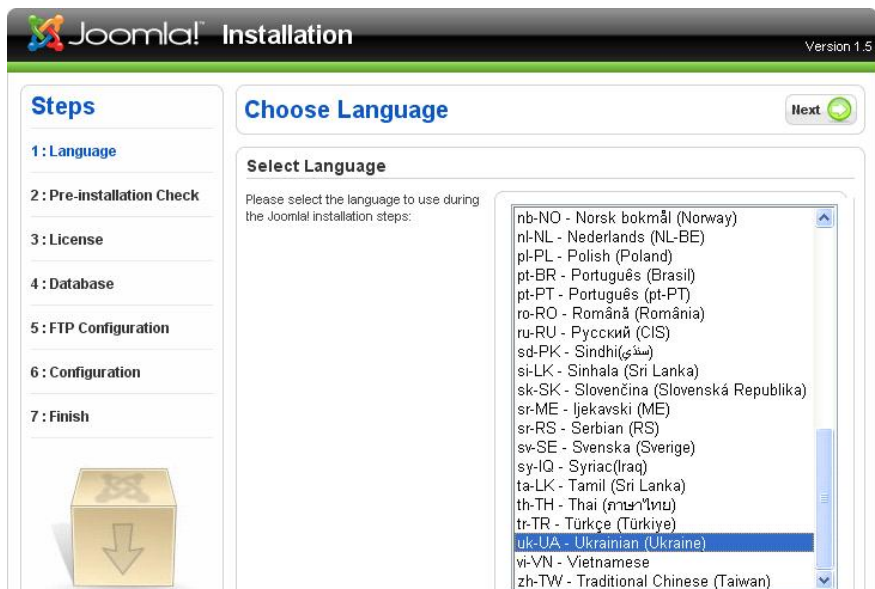 Joomla!® Installation
Version 1.5
Steps
1 : Language
2 : Pre-installation Check
3 : License
4 : Database
5 : FTP Configuration
6 : Configuration
7 : Finish
Choose Language
Next
Select Language
Please select the language to use during
the Joomla! installation steps:
nb-NO - Norsk bokmål (Norway)
nl-NL - Nederlands (NL-BE)
pl-PL - Polish (Poland)
pt-BR - Português (Brasil)
pt-PT - Português (pt-PT)
ro-RO - Română (România)
ru-RU - Русский (CIS)
sd-PK - Sindhi(سنڌي)
si-LK - Sinhala (Sri Lanka)
sk-SK - Slovenčina (Slovenská Republika)
sr-ME - Ijekavski (ME)
sr-RS - Serbian (RS)
sv-SE - Svenska (Sverige)
sy-IQ - Syriac(Iraq)
ta-LK - Tamil (Sri Lanka)
th-TH - Thai (ภาษาไทย)
tr-TR - Türkçe (Türkiye)
uk-UA - Ukrainian (Ukraine)
vi-VN - Vietnamese
zh-TW - Traditional Chinese (Taiwan)